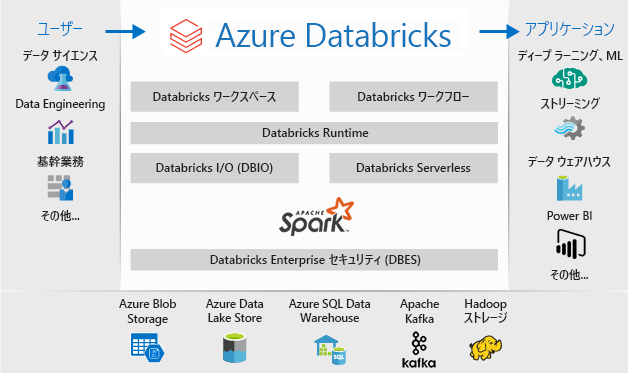 ユーザー
Azure Databricks
アプリケーション
データ サイエンス
Data Engineering
基幹業務
その他...
Databricks ワークスペース
Databricks ワークフロー
Databricks Runtime
Databricks I/O (DBIO)
Databricks Serverless
APACHE
Spark™
Databricks Enterprise セキュリティ (DBES)
ディープ ラーニング、ML
ストリーミング
データ ウェアハウス
Power BI
その他...
Azure Blob
Storage
Azure Data
Lake Store
Azure SQL Data
Warehouse
SQL
Apache
Kafka
kafka
Hadoop
ストレージ